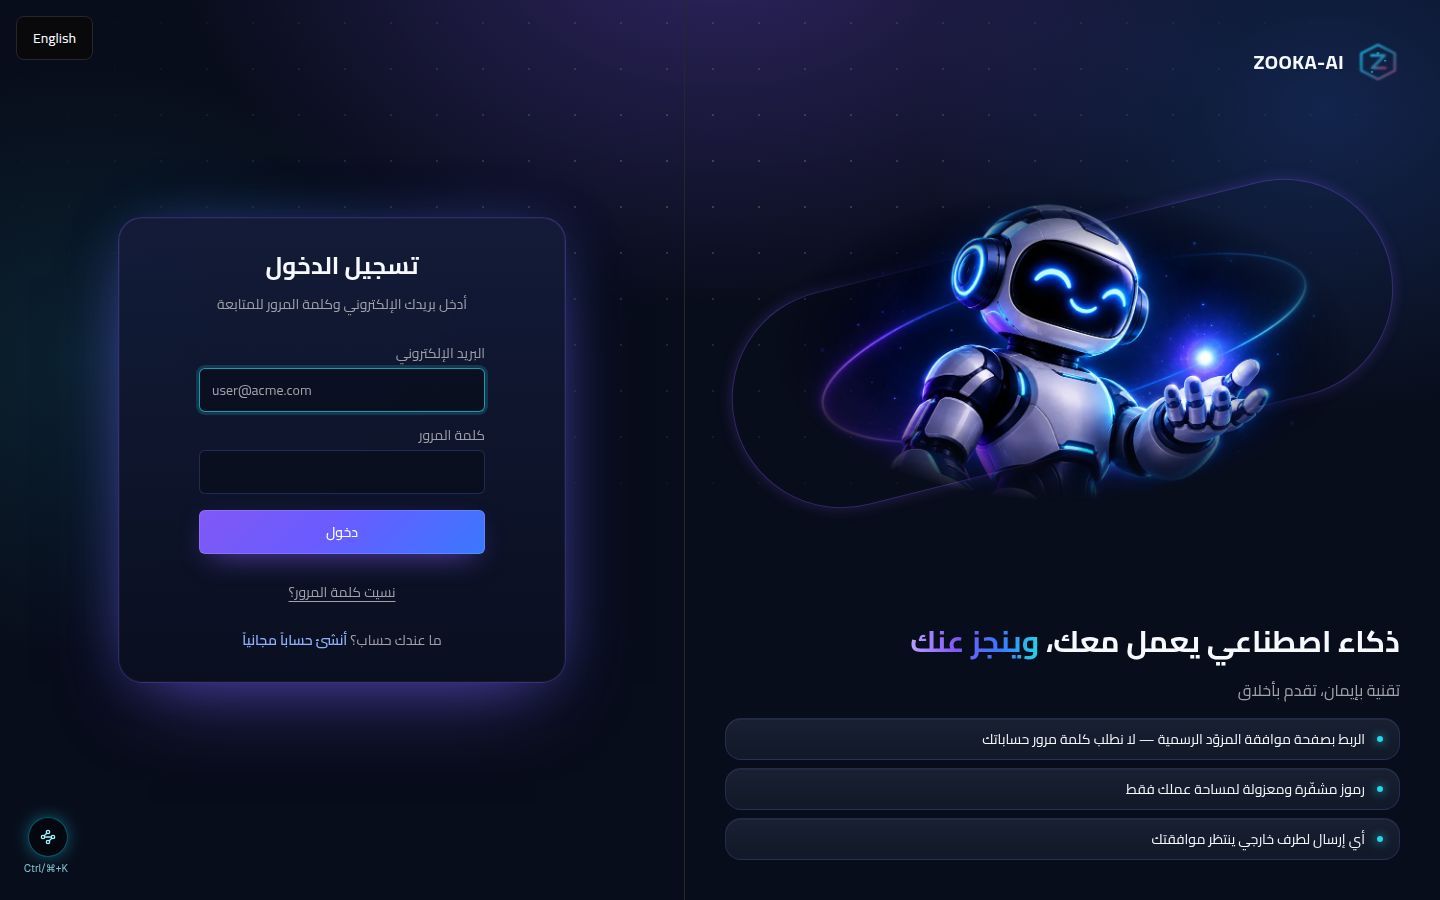 English
ZOOKA-AI
تسجيل الدخول
أدخل بريدك الإلكتروني وكلمة المرور للمتابعة
البريد الإلكتروني
user@acme.com
كلمة المرور
دخول
نسيت كلمة المرور؟
ما عندك حساب؟ أنشئ حساباً مجانياً
ذكاء اصطناعي يعمل معك، وينجز عنك
تقنية بإيمان، تقدم بأخلاق
الربط بصفحة موافقة المزوّد الرسمية — لا نطلب كلمة مرور حساباتك
رموز مشفّرة ومعزولة لمساحة عملك فقط
أي إرسال لطرف خارجي ينتظر موافقتك
Ctrl/⌘+K